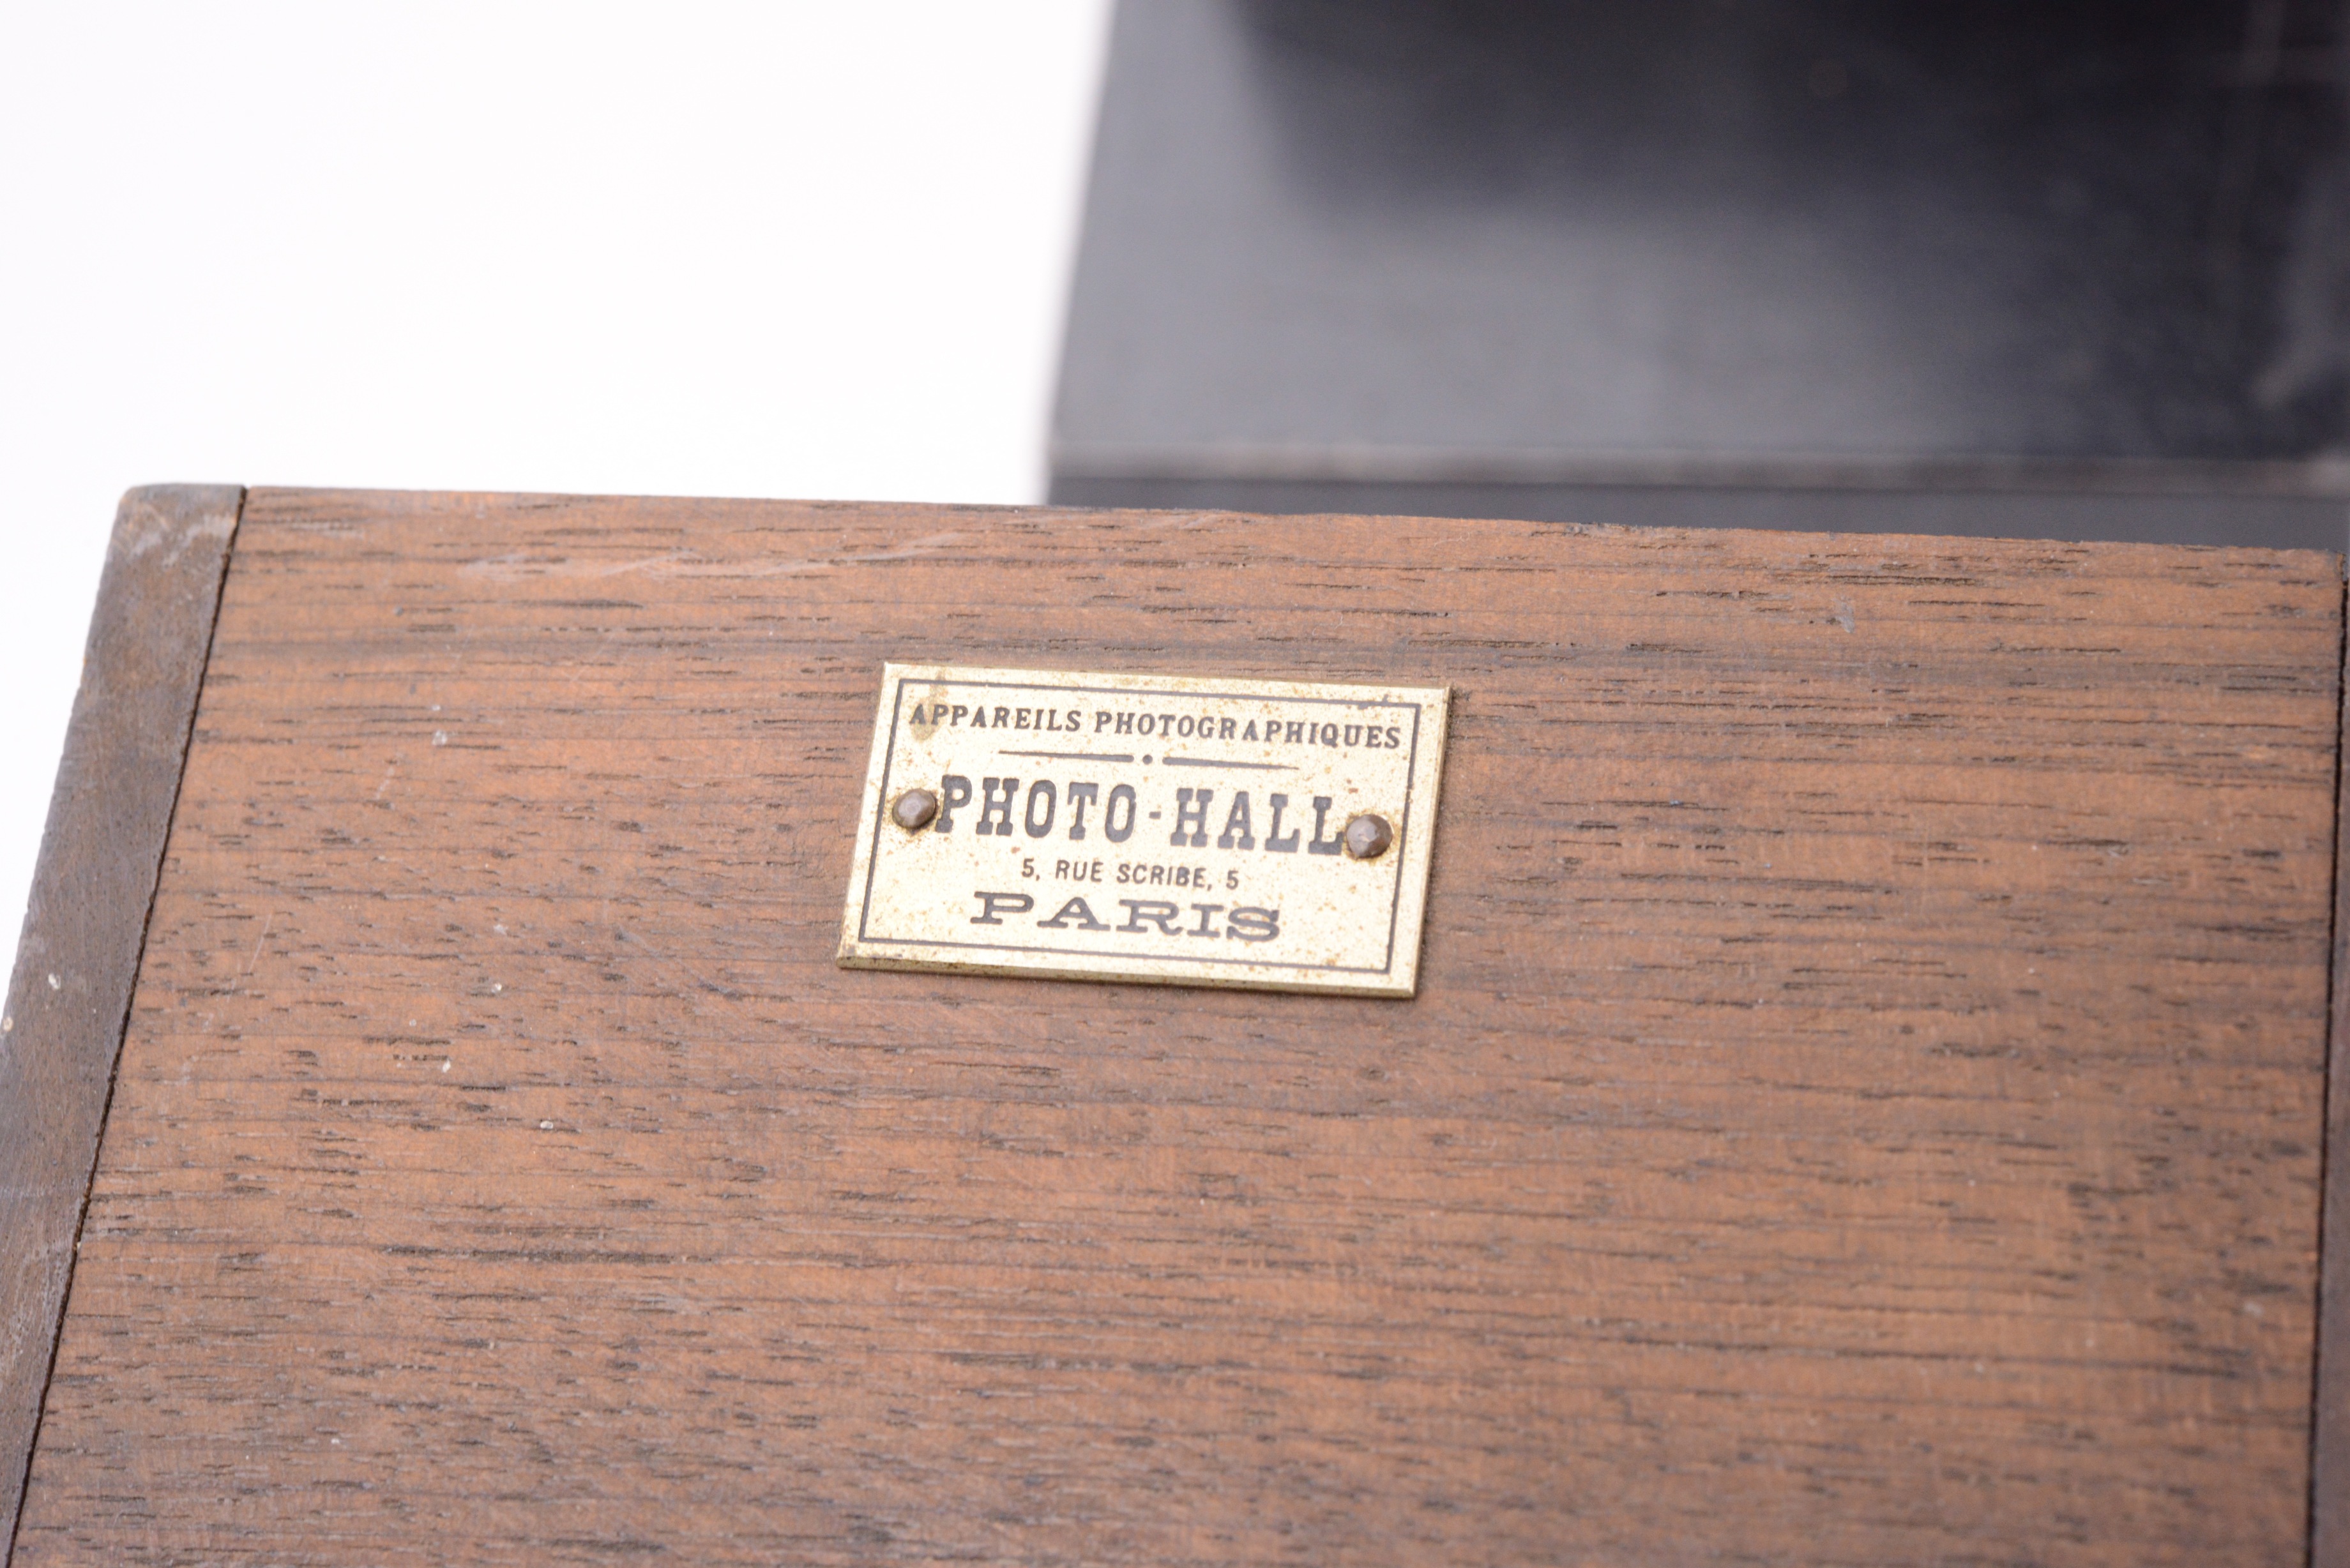 APPAREILS PHOTOGRAPHIQUES
PHOTO-HALL
5, RUE SCRIBE, 5
PARIS